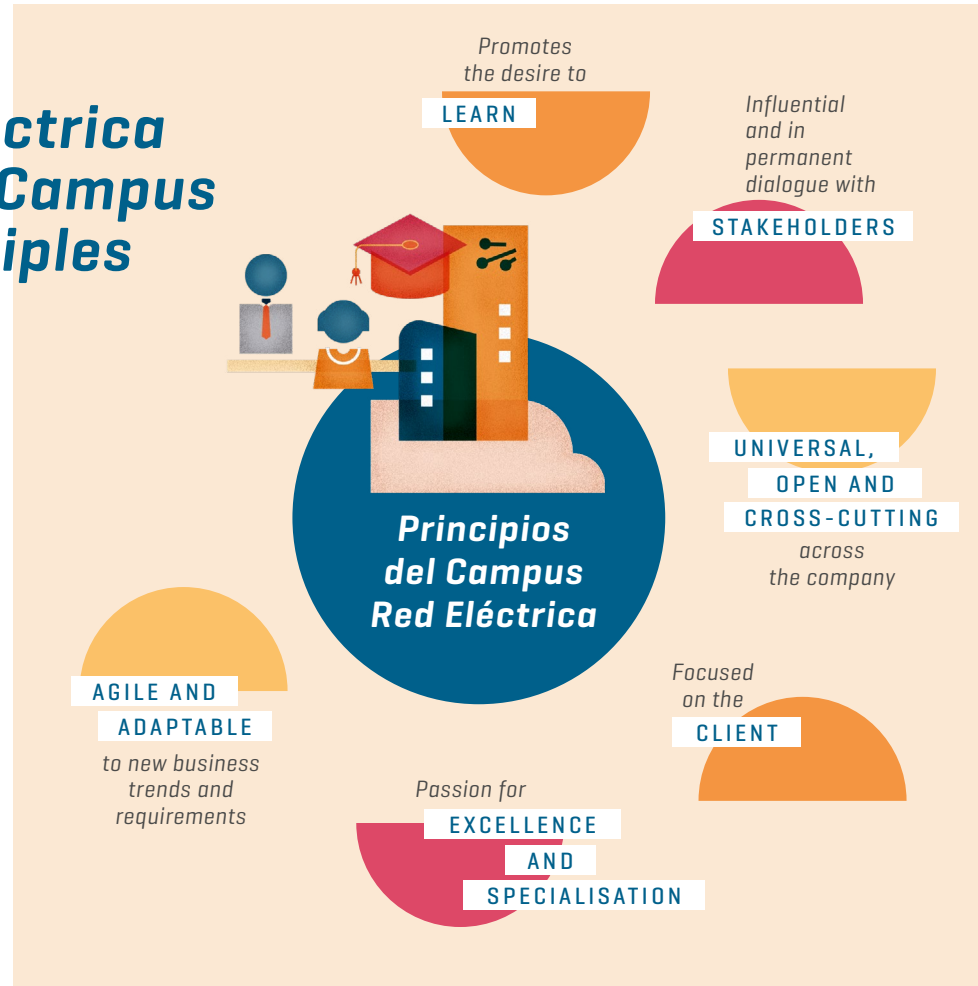 ctrica
Campus
iples
Promotes
the desire to
LEARN
Influential
and in
permanent
dialogue with
STAKEHOLDERS
UNIVERSAL,
OPEN AND
CROSS-CUTTING
across
the company
Focused
on the
CLIENT
Passion for
EXCELLENCE
AND
SPECIALISATION
AGILE AND
ADAPTABLE
to new business
trends and
requirements
Principios
del Campus
Red Eléctrica